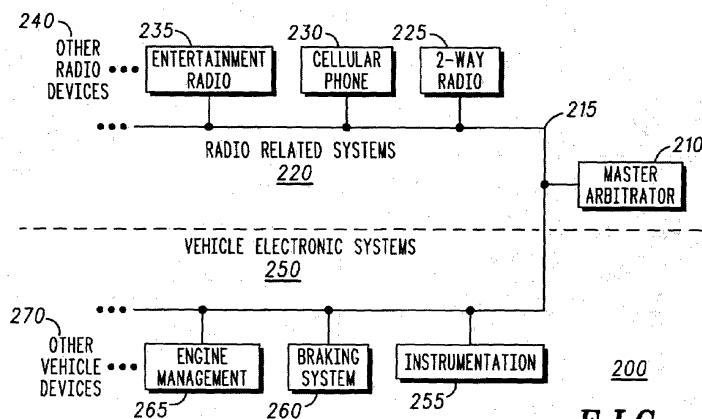 240
OTHER
RADIO
DEVICES
235
ENTERTAINMENT
RADIO
230
CELLULAR
PHONE
225
2-WAY
RADIO
215
RADIO RELATED SYSTEMS
220
210
MASTER
ARBITRATOR
VEHICLE ELECTRONIC SYSTEMS
250
270
OTHER
VEHICLE
DEVICES
ENGINE
MANAGEMENT
265
BRAKING
SYSTEM
260
INSTRUMENTATION
255
200